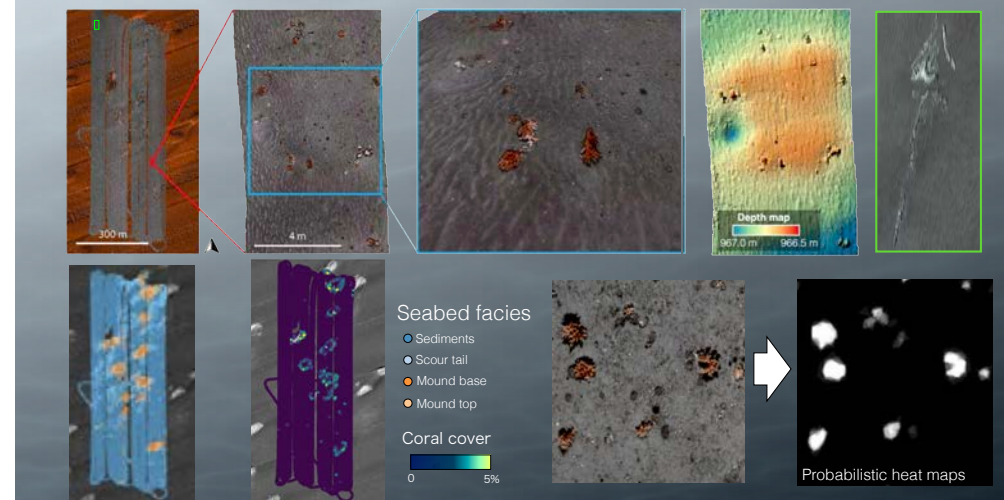 300 m
4 m
Depth map
967.0 m 966.5 m
Seabed facies
Sediments
Scour tail
Mound base
Mound top
Coral cover
0 5%
Probabilistic heat maps